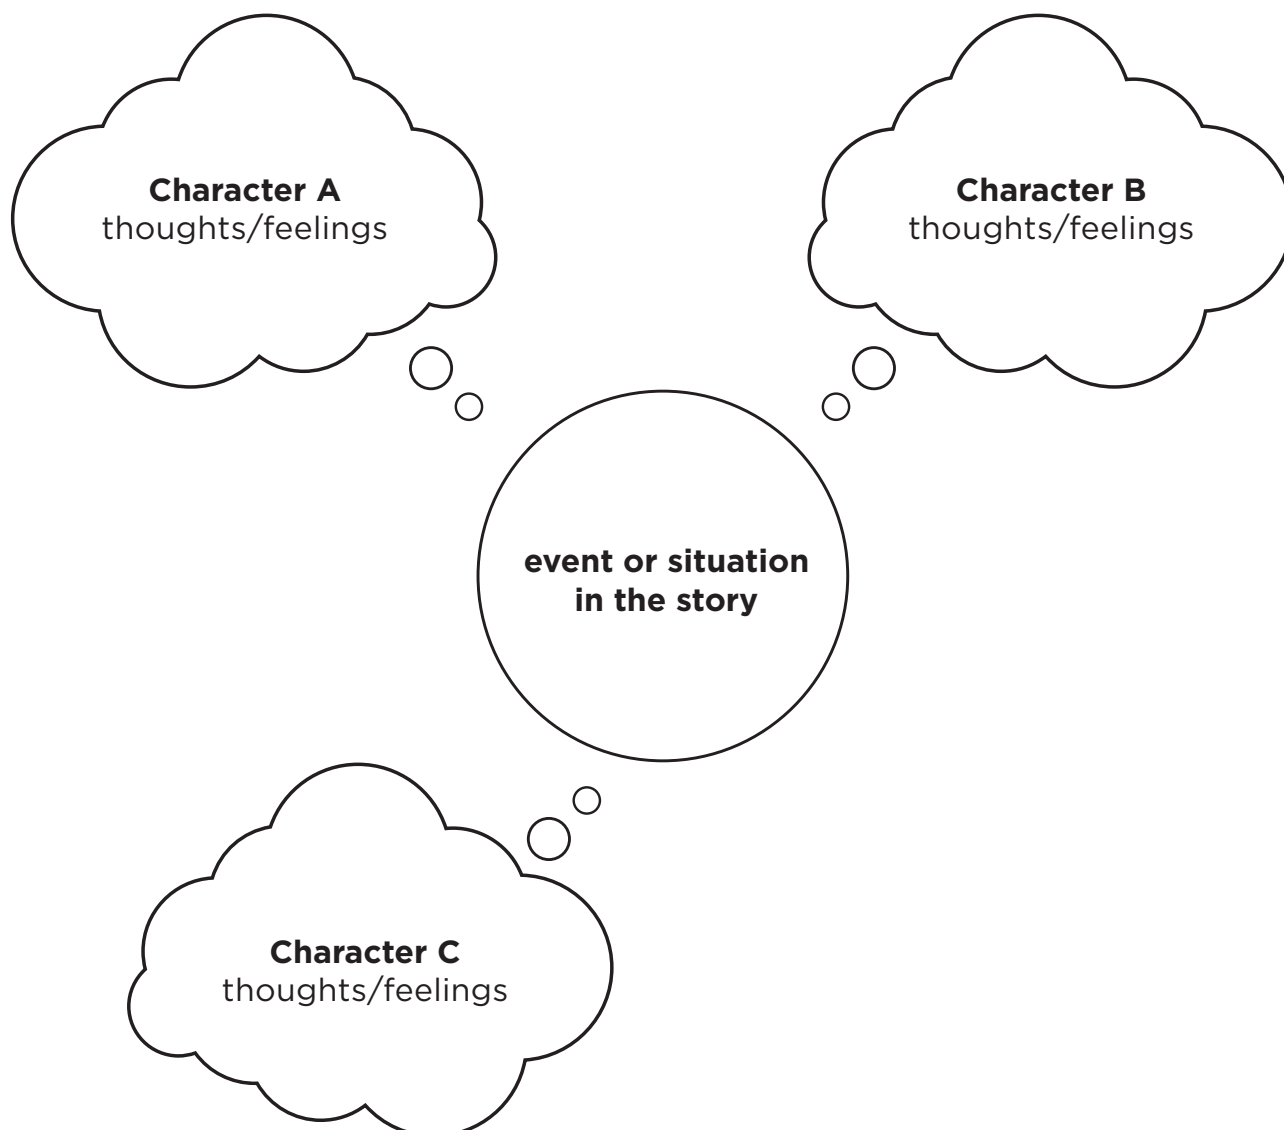 Character A
thoughts/feelings
Character B
thoughts/feelings
event or situation
in the story
Character C
thoughts/feelings